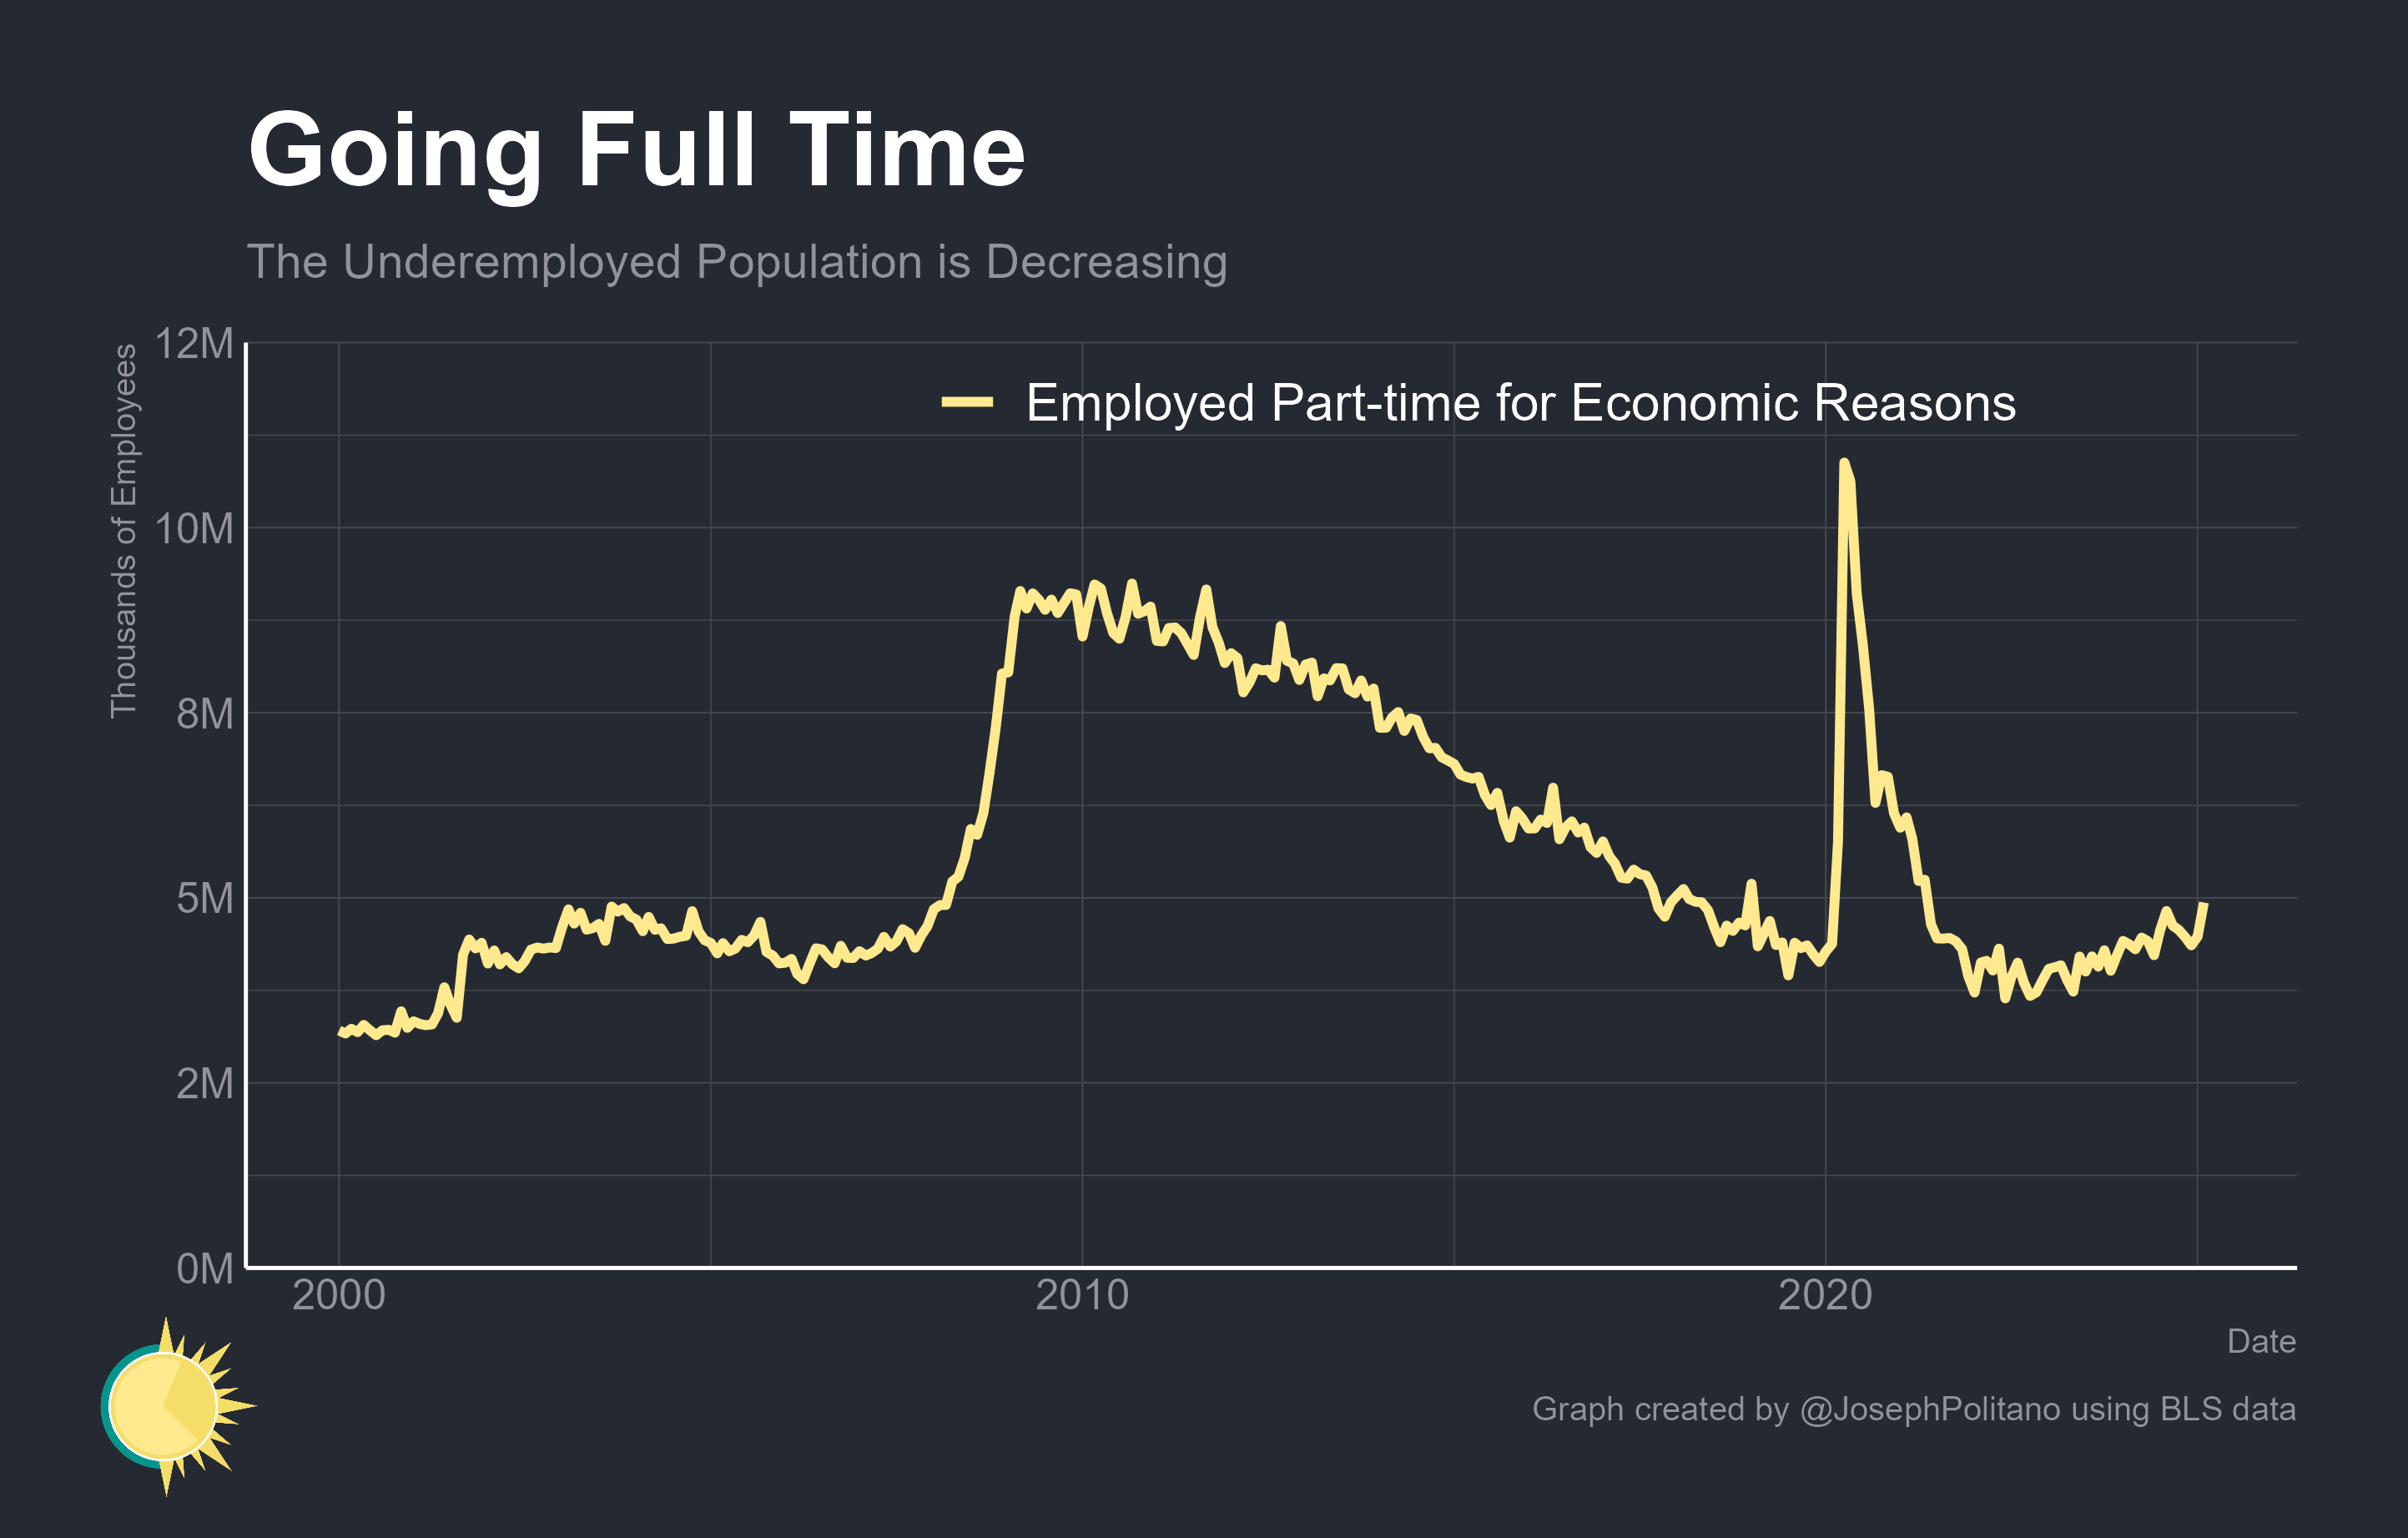 Going Full Time
The Underemployed Population is Decreasing
Thousands of Employees
12M
10M
8M
5M
2M
0M
Employed Part-time for Economic Reasons
2000
2010
2020
Date
Graph created by @JosephPolitano using BLS data